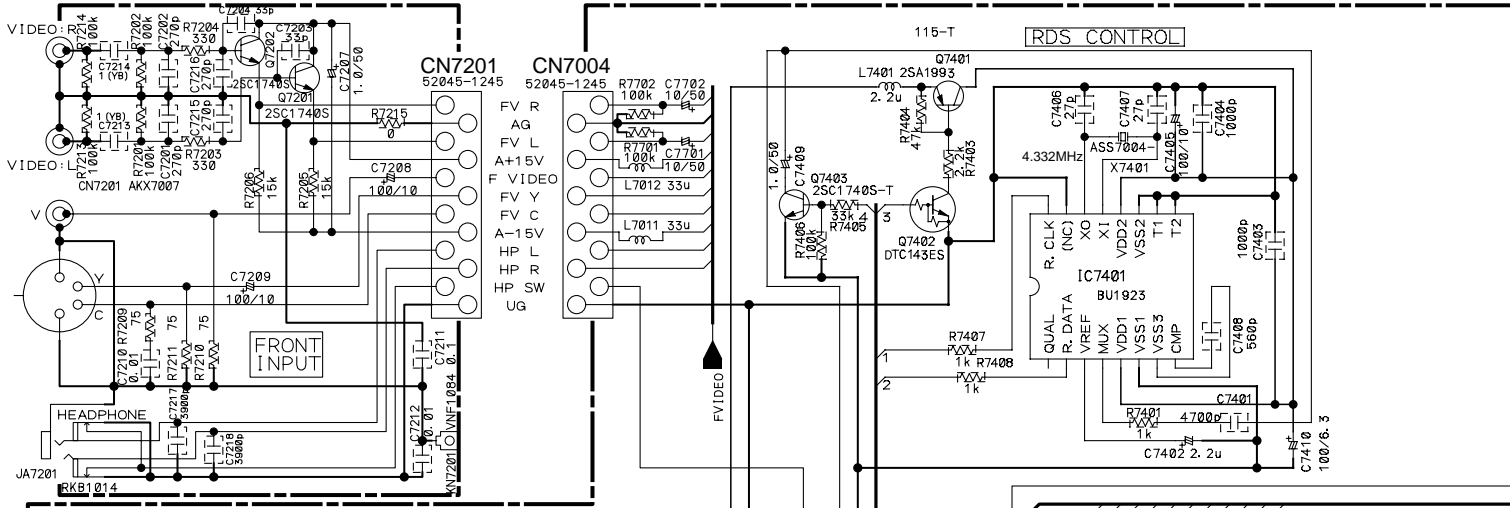 VIDEO:R
R7214
100k
R7202
100k
C7202
270p
R7204
330
C7204 33p
C7214
1 (YB)
C7216
270p
Q7202
2SC1740S
C7203
33p
C7207
1.0/50
Q7201
2SC1740S
1 (YB)
C7213
C7215
270p
VIDEO:L
R7213
100k
R7201
100k
C7201
270p
R7203
330
CN7201 AKX7007
R7206
15k
R7205
15k
R7215
0
C7208
100/10
CN7201
52045-1245
CN7004
52045-1245
FV R
AG
FV L
A+15V
F VIDEO
FV Y
FV C
A-15V
HP L
HP R
HP SW
UG
R7702
100k
C7702
10/50
R7701
100k
C7701
10/50
L7012 33u
L7011 33u
V
Y
C
C7209
100/10
R7209
75
R7211
75
R7210
75
C7210
0.01
FRONT
INPUT
C7211
0.1
C7212
0.01
VNF1084
KN7201
HEADPHONE
C7217
3900p
C7218
3900p
JA7201
RKB1014
FVIDEO
115-T
RDS CONTROL
Q7401
2SA1993
L7401
2.2u
R7404
47k
2.2k
R7403
1.0/50
C7409
Q7403
2SC1740S-T
33k
R7405
R7406
100k
4
3
Q7402
DTC143ES
C7406
27p
C7407
27p
C7405
100/10
C7404
1000p
ASS7004-
X7401
4.332MHz
R.CLK
(NC)
XO
XI
VDD2
VSS2
T1
T2
IC7401
BU1923
QUAL
R.DATA
VREF
MUX
VDD1
VSS1
VSS3
CMP
1000p
C7403
C7408
560p
R7407
1k
R7408
1k
1
2
R7401
1k
4700p
C7401
C7402 2.2u
C7410
100/6.3